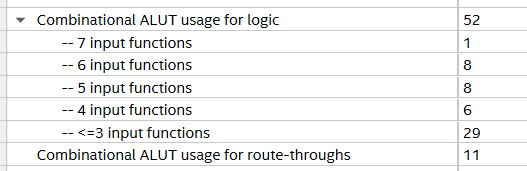 Combinational ALUT usage for logic 52
-- 7 input functions 1
-- 6 input functions 8
-- 5 input functions 8
-- 4 input functions 6
-- <=3 input functions 29
Combinational ALUT usage for route-throughs 11